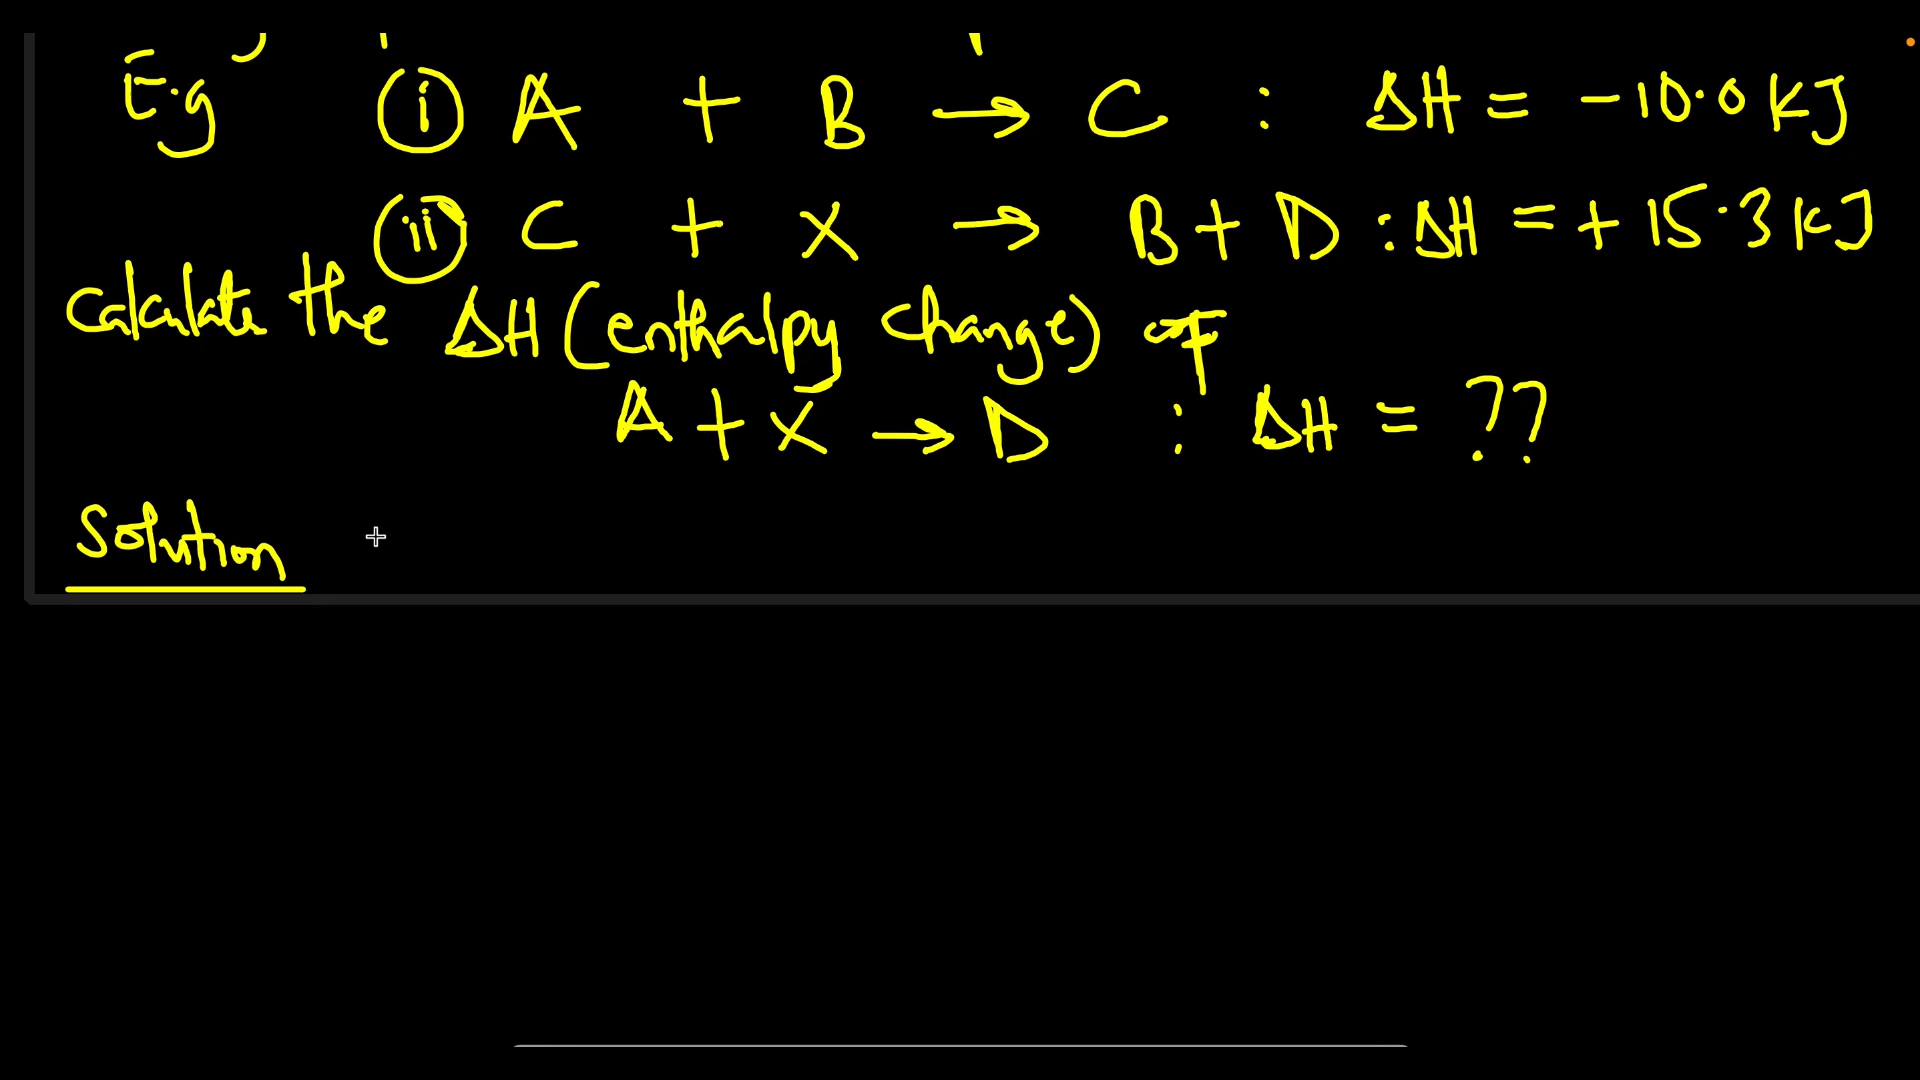 E.g (i) A + B → C : ΔH = -10.0 KJ
(ii) C + X → B + D : ΔH = + 15.3 KJ
Calculate the ΔH (enthalpy change) of
A + X → D : ΔH = ??
Solution